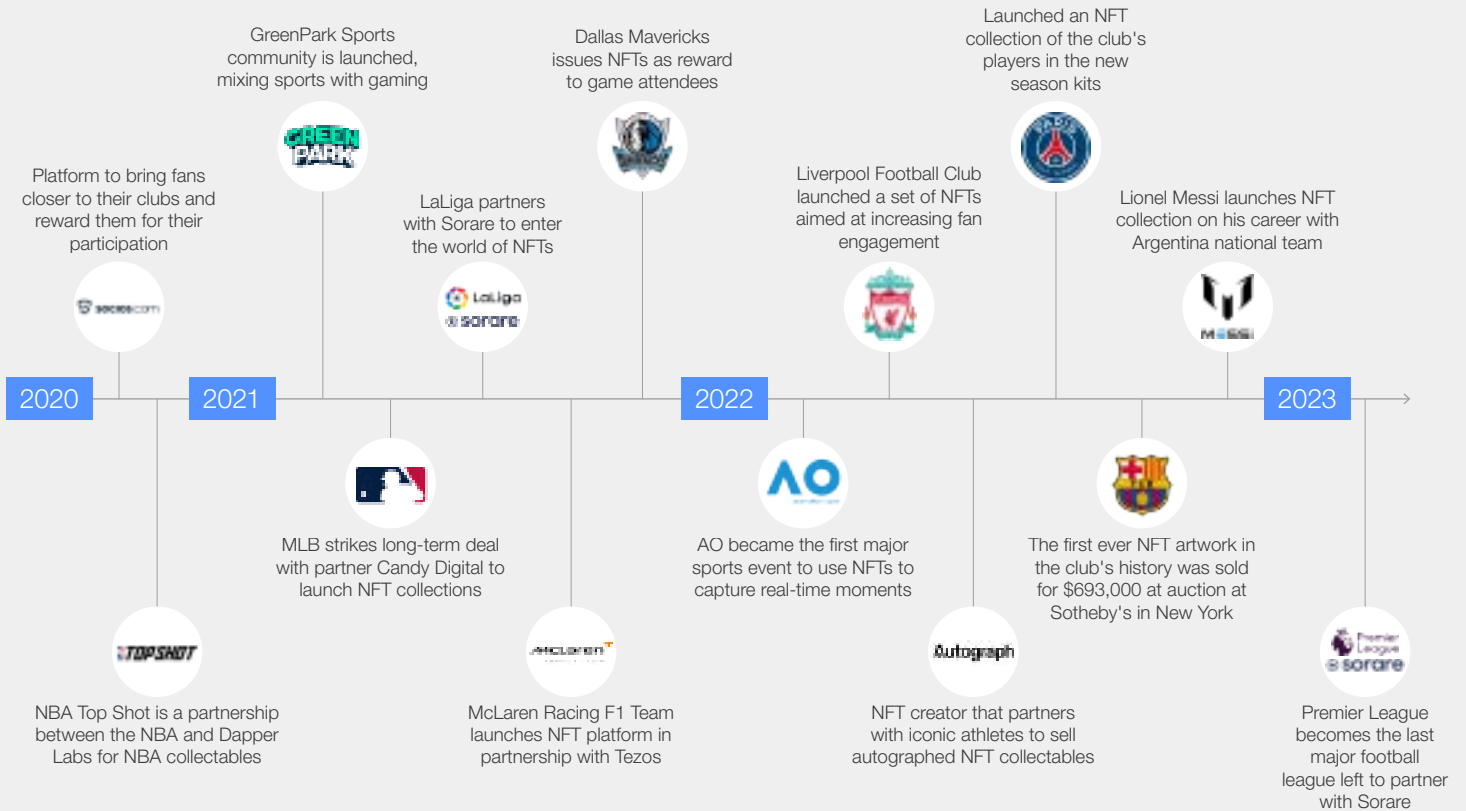 GreenPark Sports
community is launched,
mixing sports with gaming
GREEN
PARK
Dallas Mavericks
issues NFTs as reward
to game attendees
Launched an NFT
collection of the club's
players in the new
season kits
PARIS
Platform to bring fans
closer to their clubs and
reward them for their
participation
socios.com
LaLiga partners
with Sorare to enter
the world of NFTs
LaLiga
sorare
Liverpool Football Club
launched a set of NFTs
aimed at increasing fan
engagement
Lionel Messi launches NFT
collection on his career with
Argentina national team
MESSI
2020
2021
2022
2023
MLB strikes long-term deal
with partner Candy Digital to
launch NFT collections
AO
AO became the first major
sports event to use NFTs to
capture real-time moments
The first ever NFT artwork in
the club's history was sold
for $693,000 at auction at
Sotheby's in New York
TOP SHOT
NBA Top Shot is a partnership
between the NBA and Dapper
Labs for NBA collectables
McLaren
McLaren Racing F1 Team
launches NFT platform in
partnership with Tezos
Autograph
NFT creator that partners
with iconic athletes to sell
autographed NFT collectables
Premier
League
sorare
Premier League
becomes the last
major football
league left to partner
with Sorare